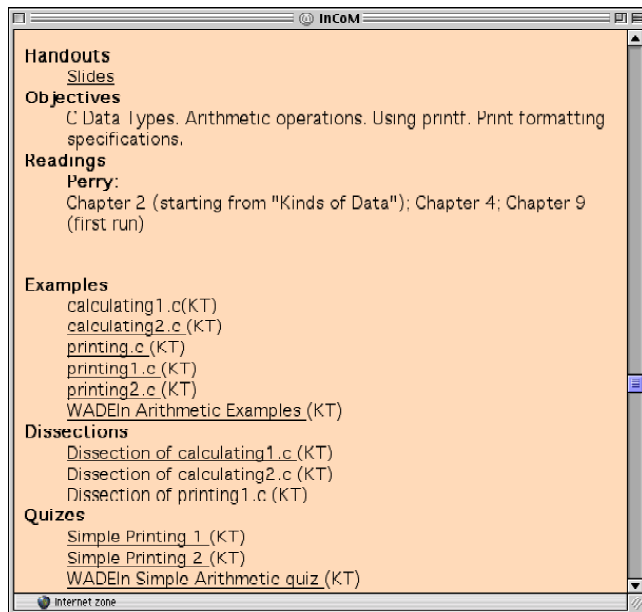 InCoM
Handouts
Slides
Objectives
C Data Types. Arithmetic operations. Using printf. Print formatting
specifications.
Readings
Perry:
Chapter 2 (starting from "Kinds of Data"); Chapter 4; Chapter 9
(first run)
Examples
calculating1.c(KT)
calculating2.c (KT)
printing.c (KT)
printing1.c (KT)
printing2.c (KT)
WADEIn Arithmetic Examples (KT)
Dissections
Dissection of calculating1.c (KT)
Dissection of calculating2.c (KT)
Dissection of printing1.c (KT)
Quizes
Simple Printing 1 (KT)
Simple Printing 2 (KT)
WADEIn Simple Arithmetic quiz (KT)
Internet zone